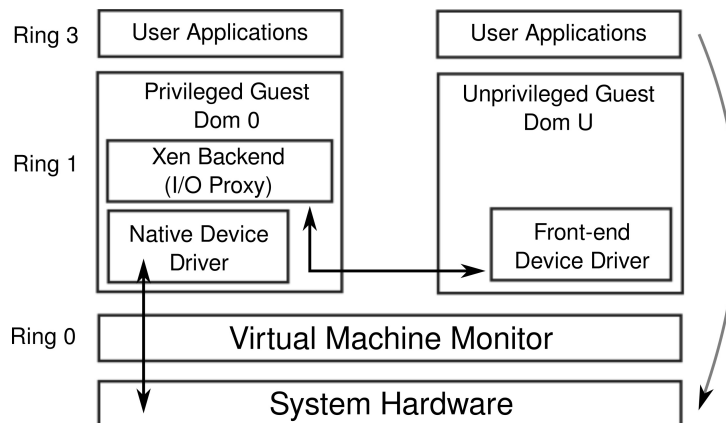 Ring 3
User Applications
User Applications
Privileged Guest
Dom 0
Unprivileged Guest
Dom U
Ring 1
Xen Backend
(I/O Proxy)
Native Device
Driver
Front-end
Device Driver
Ring 0
Virtual Machine Monitor
System Hardware